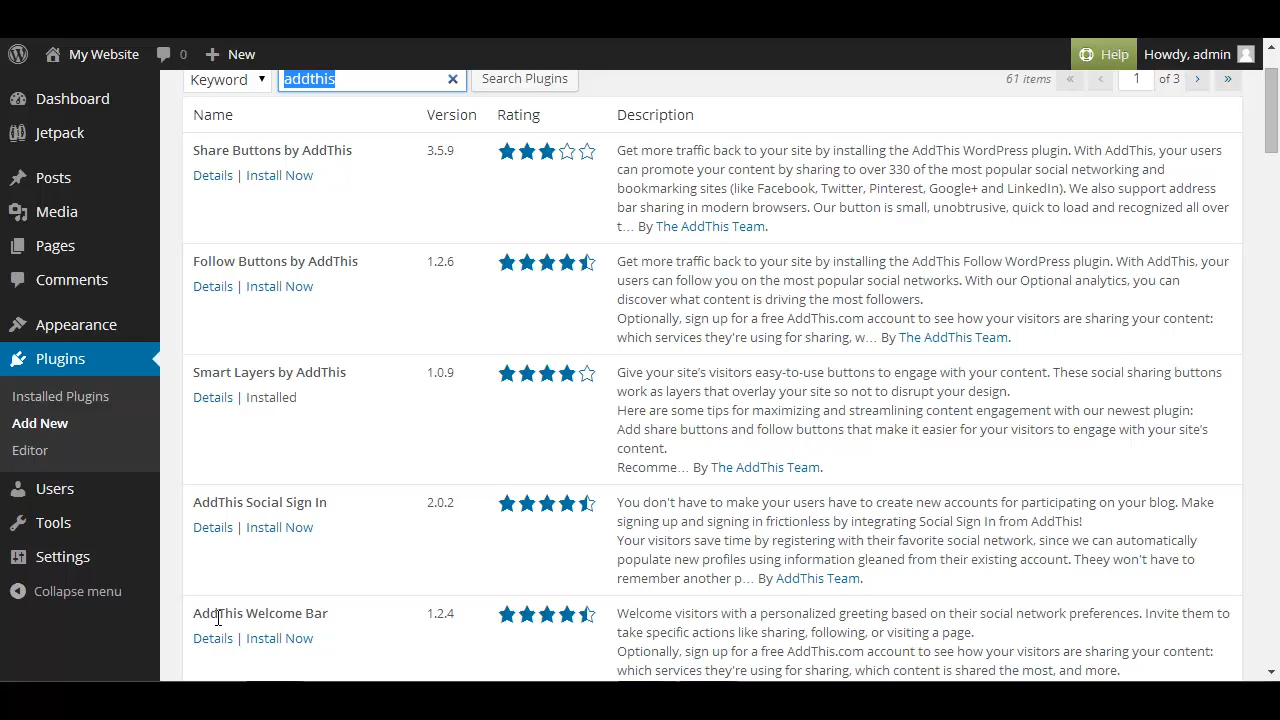 My Website 0 New Help Howdy, admin
Dashboard
Jetpack
Posts
Media
Pages
Comments
Appearance
Plugins
Installed Plugins
Add New
Editor
Users
Tools
Settings
Collapse menu
Keyword addthis Search Plugins 61 items « ‹ 1 of 3 › »
Name Version Rating Description
Share Buttons by AddThis 3.5.9
Details | Install Now
Get more traffic back to your site by installing the AddThis WordPress plugin. With AddThis, your users
can promote your content by sharing to over 330 of the most popular social networking and
bookmarking sites (like Facebook, Twitter, Pinterest, Google+ and LinkedIn). We also support address
bar sharing in modern browsers. Our button is small, unobtrusive, quick to load and recognized all over
t… By The AddThis Team.
Follow Buttons by AddThis 1.2.6
Details | Install Now
Get more traffic back to your site by installing the AddThis Follow WordPress plugin. With AddThis, your
users can follow you on the most popular social networks. With our Optional analytics, you can
discover what content is driving the most followers.
Optionally, sign up for a free AddThis.com account to see how your visitors are sharing your content:
which services they're using for sharing, w… By The AddThis Team.
Smart Layers by AddThis 1.0.9
Details | Installed
Give your site's visitors easy-to-use buttons to engage with your content. These social sharing buttons
work as layers that overlay your site so not to disrupt your design.
Here are some tips for maximizing and streamlining content engagement with our newest plugin:
Add share buttons and follow buttons that make it easier for your visitors to engage with your site's
content.
Recomme… By The AddThis Team.
AddThis Social Sign In 2.0.2
Details | Install Now
You don't have to make your users have to create new accounts for participating on your blog. Make
signing up and signing in frictionless by integrating Social Sign In from AddThis!
Your visitors save time by registering with their favorite social network, since we can automatically
populate new profiles using information gleaned from their existing account. Theey won't have to
remember another p… By AddThis Team.
AddThis Welcome Bar 1.2.4
Details | Install Now
Welcome visitors with a personalized greeting based on their social network preferences. Invite them to
take specific actions like sharing, following, or visiting a page.
Optionally, sign up for a free AddThis.com account to see how your visitors are sharing your content:
which services they're using for sharing, which content is shared the most, and more.